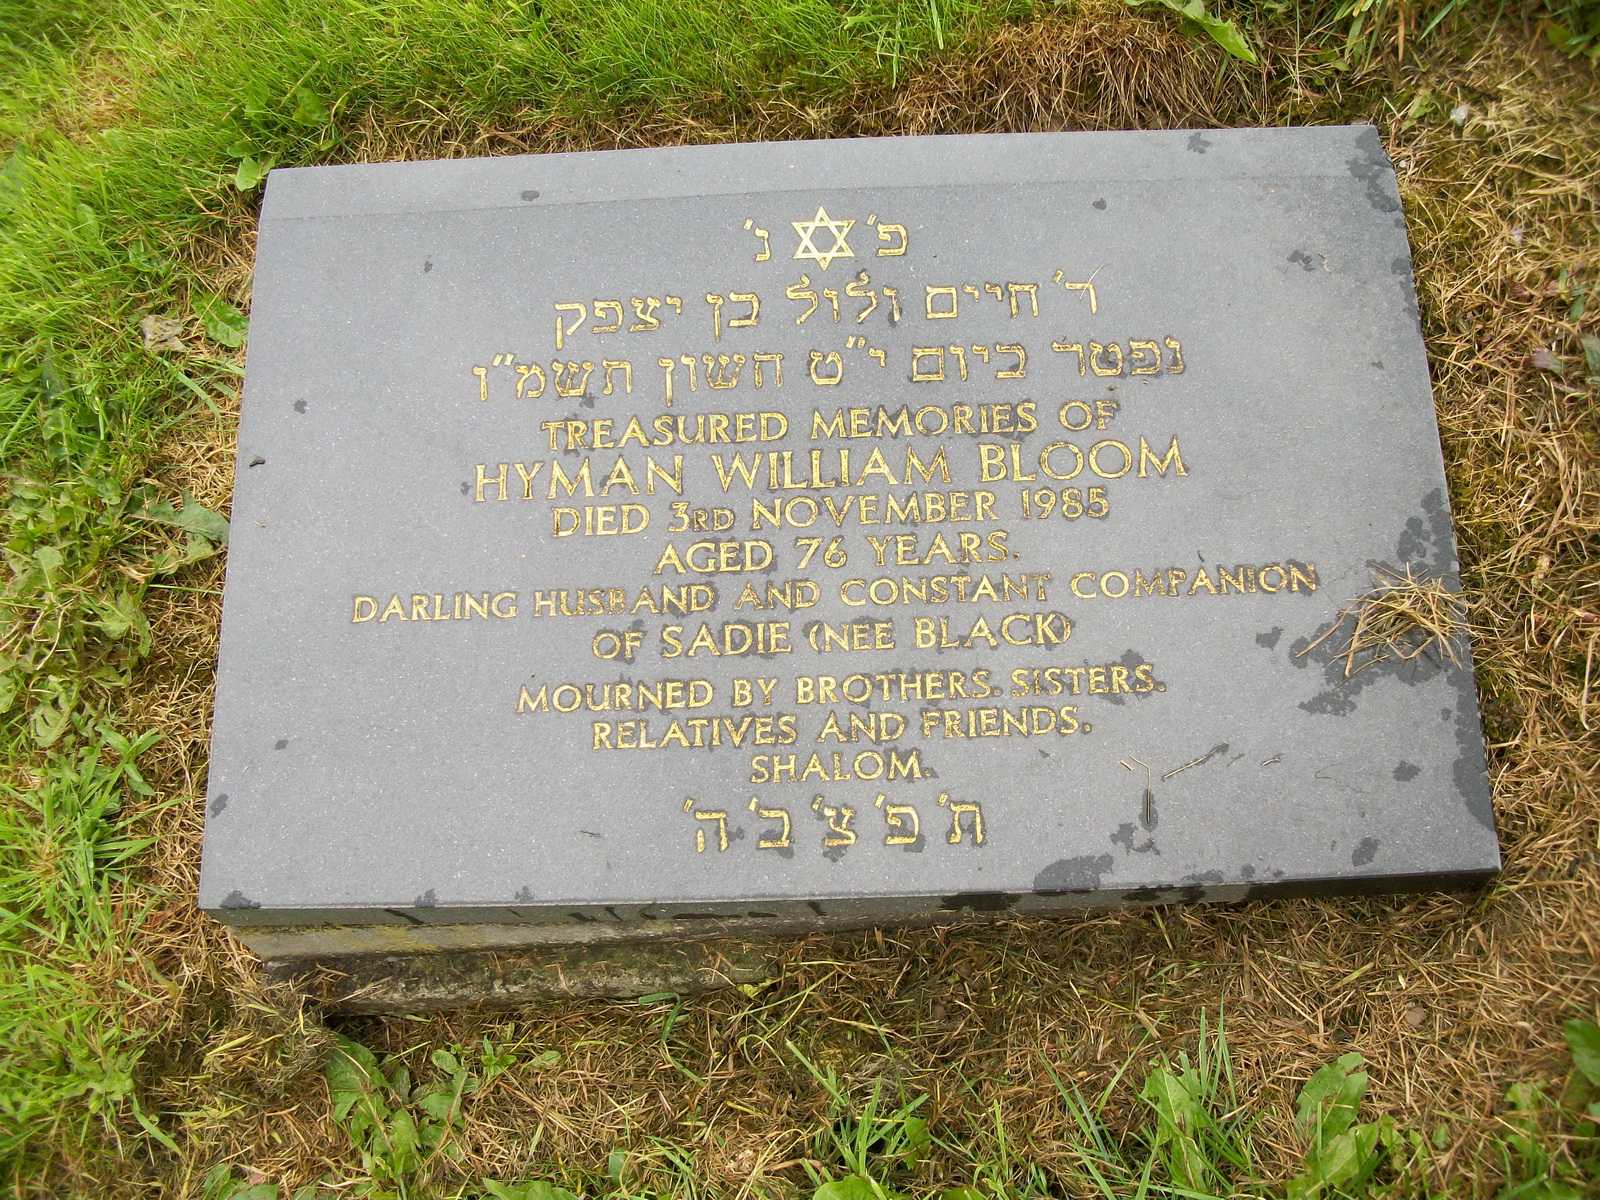 פ' נ'
ר' חיים ולול בן יצפק
נפטר ביום י"ט חשון תשמ"ו
TREASURED MEMORIES OF
HYMAN WILLIAM BLOOM
DIED 3RD NOVEMBER 1985
AGED 76 YEARS.
DARLING HUSBAND AND CONSTANT COMPANION
OF SADIE (NEE BLACK)
MOURNED BY BROTHERS. SISTERS.
RELATIVES AND FRIENDS.
SHALOM.
ת' פ' צ' ב' ה'